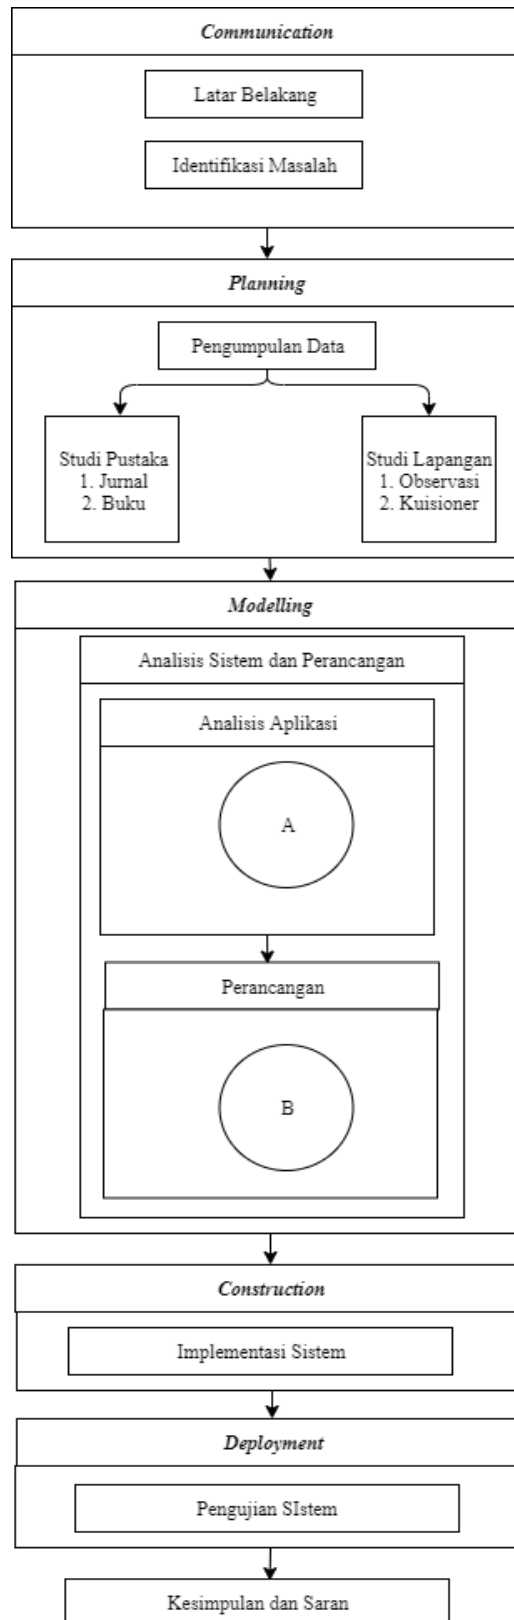 Communication
Latar Belakang
Identifikasi Masalah
Planning
Pengumpulan Data
Studi Pustaka
1. Jurnal
2. Buku
Studi Lapangan
1. Observasi
2. Kuisioner
Modelling
Analisis Sistem dan Perancangan
Analisis Aplikasi
A
Perancangan
B
Construction
Implementasi Sistem
Deployment
Pengujian SIstem
Kesimpulan dan Saran